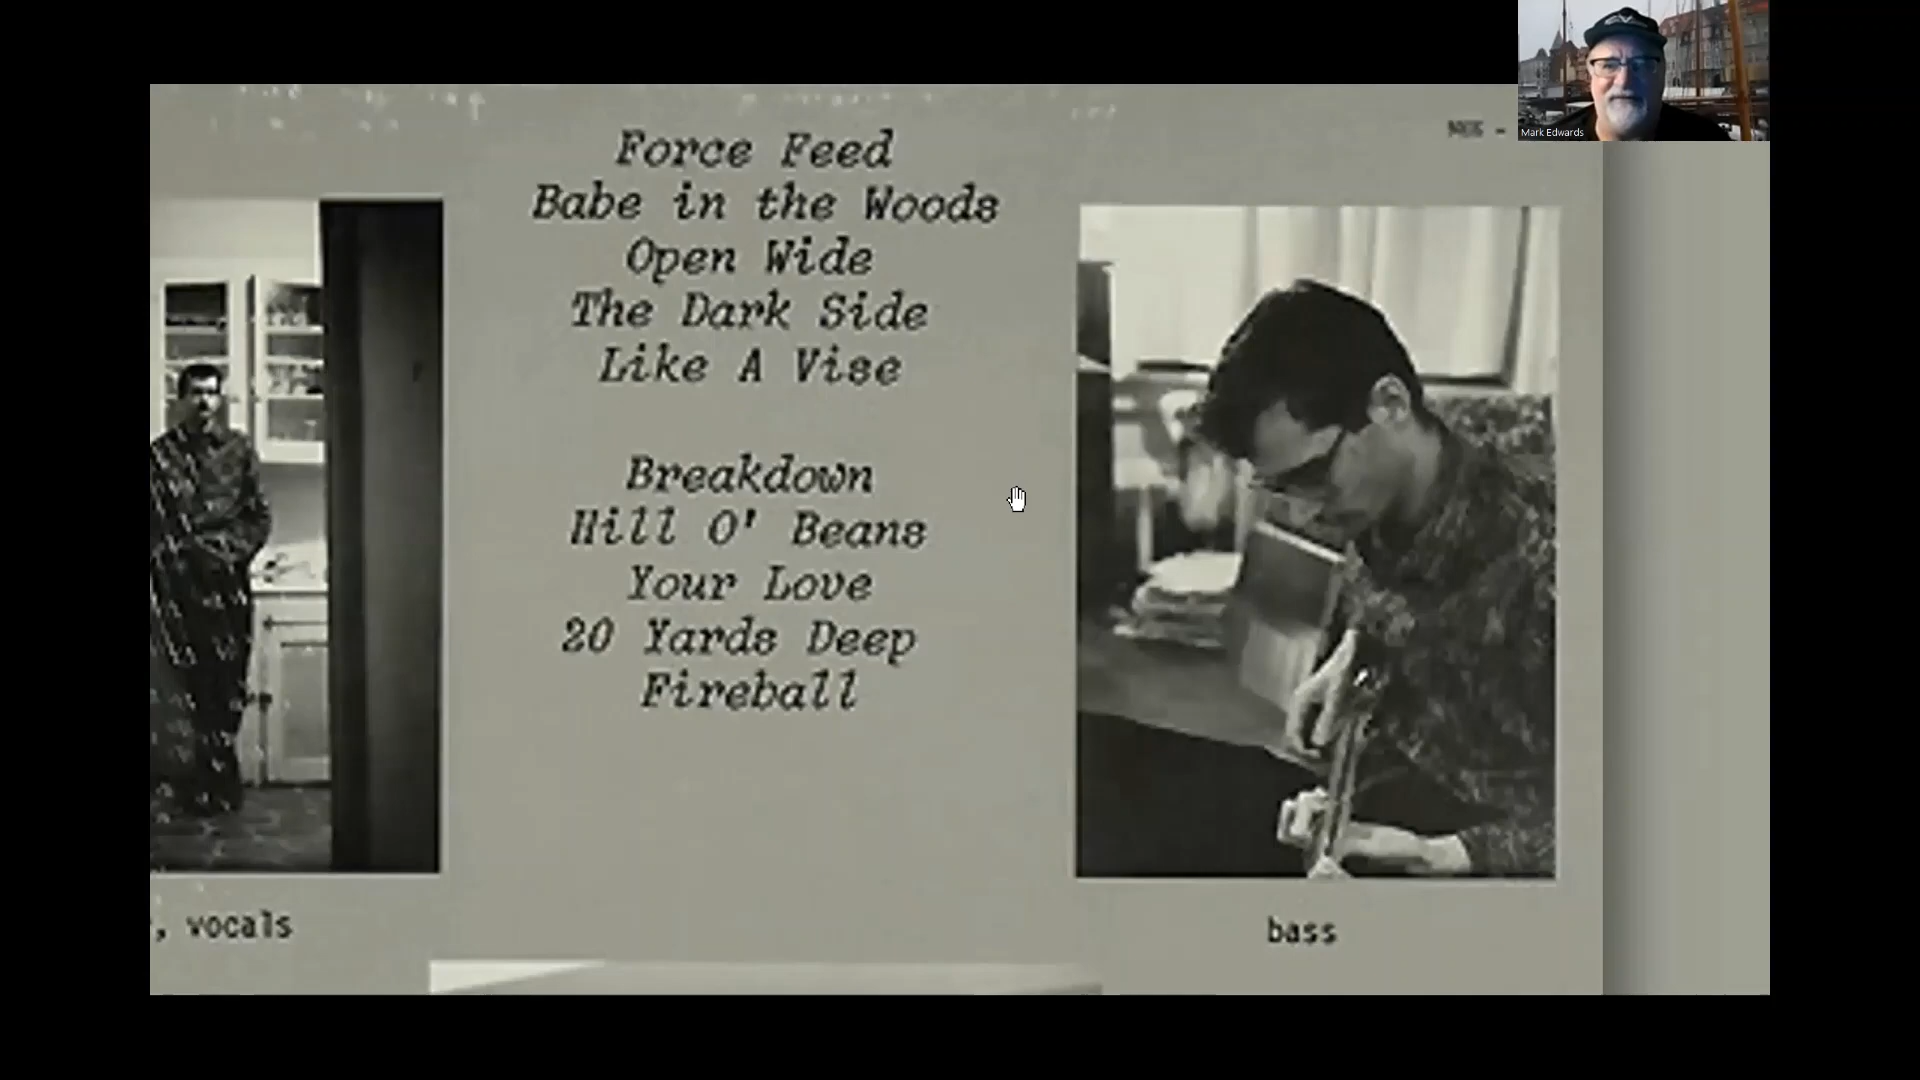 Force Feed
Babe in the Woods
Open Wide
The Dark Side
Like A Vise
Breakdown
Hill O' Beans
Your Love
20 Yards Deep
Fireball
, vocals
bass
Mark Edwards